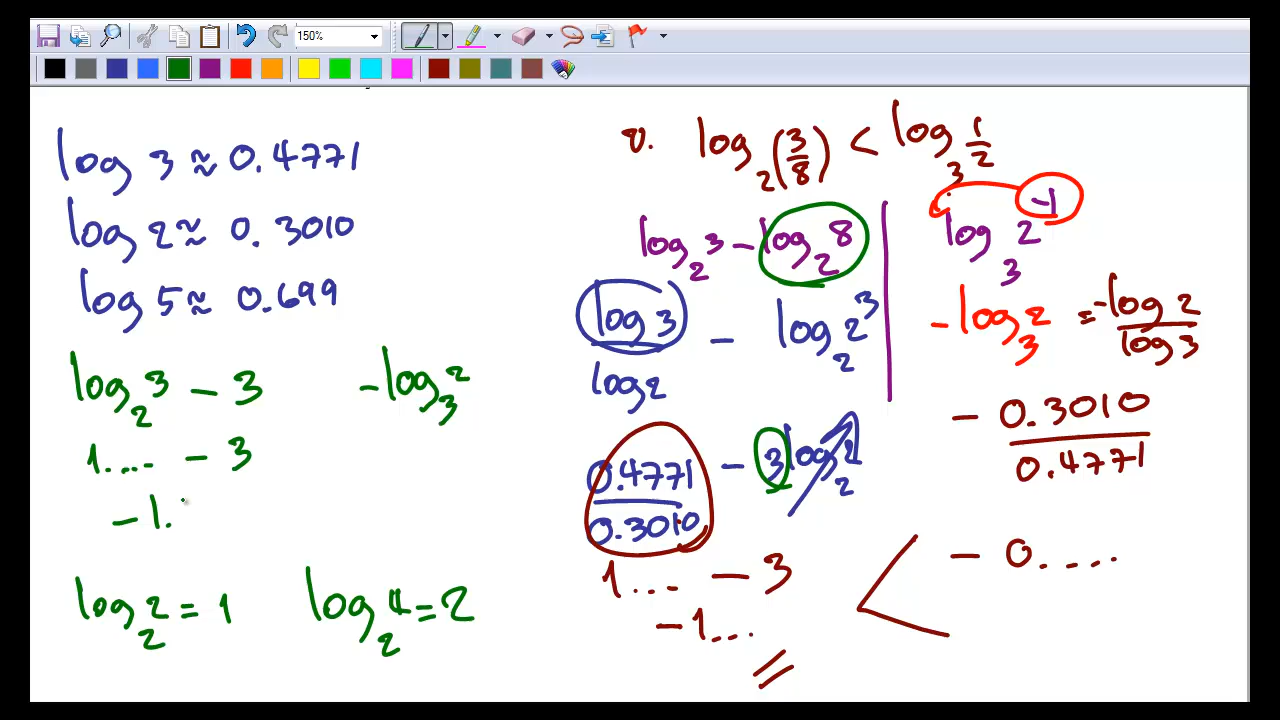 150%
log 3 ≈ 0.4771
log 2 ≈ 0.3010
log 5 ≈ 0.699
log₂3 - 3
-log₃2
1.... - 3
-1.
log₂2 = 1
log₂4 = 2
v. log₂(3/8) < log₃ 1/2
log₂3 - log₂8
log₃2⁻¹
log 3 / log 2 - log₂2³
-log₃2 = -log 2 / log 3
0.4771 / 0.3010 - 3log₂2
- 0.3010 / 0.4771
1.... - 3
-1...
<
- 0.....